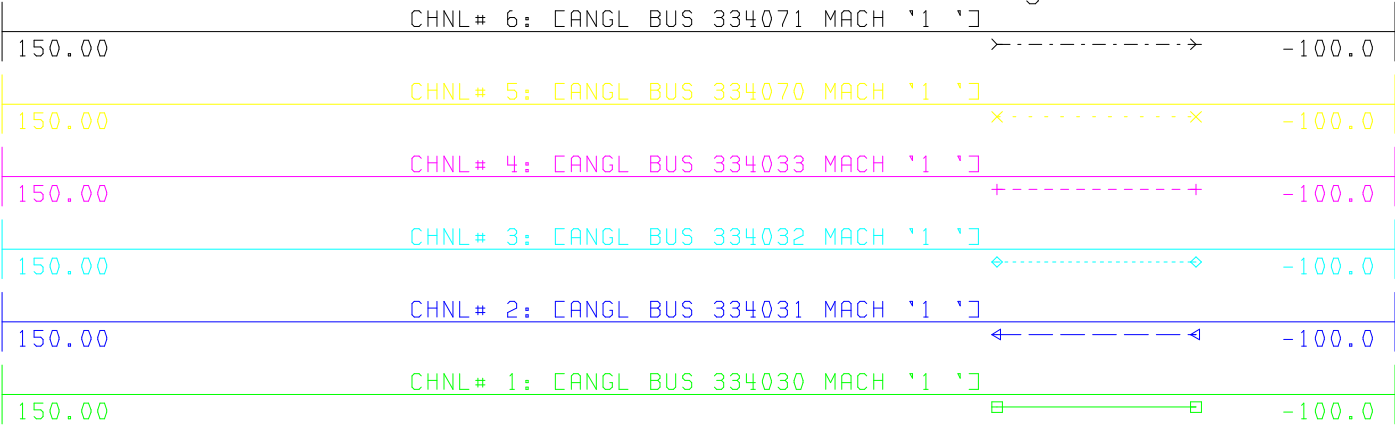 CHNL# 6: [ANGL BUS 334071 MACH '1 ']
150.00 -100.0
CHNL# 5: [ANGL BUS 334070 MACH '1 ']
150.00 -100.0
CHNL# 4: [ANGL BUS 334033 MACH '1 ']
150.00 -100.0
CHNL# 3: [ANGL BUS 334032 MACH '1 ']
150.00 -100.0
CHNL# 2: [ANGL BUS 334031 MACH '1 ']
150.00 -100.0
CHNL# 1: [ANGL BUS 334030 MACH '1 ']
150.00 -100.0